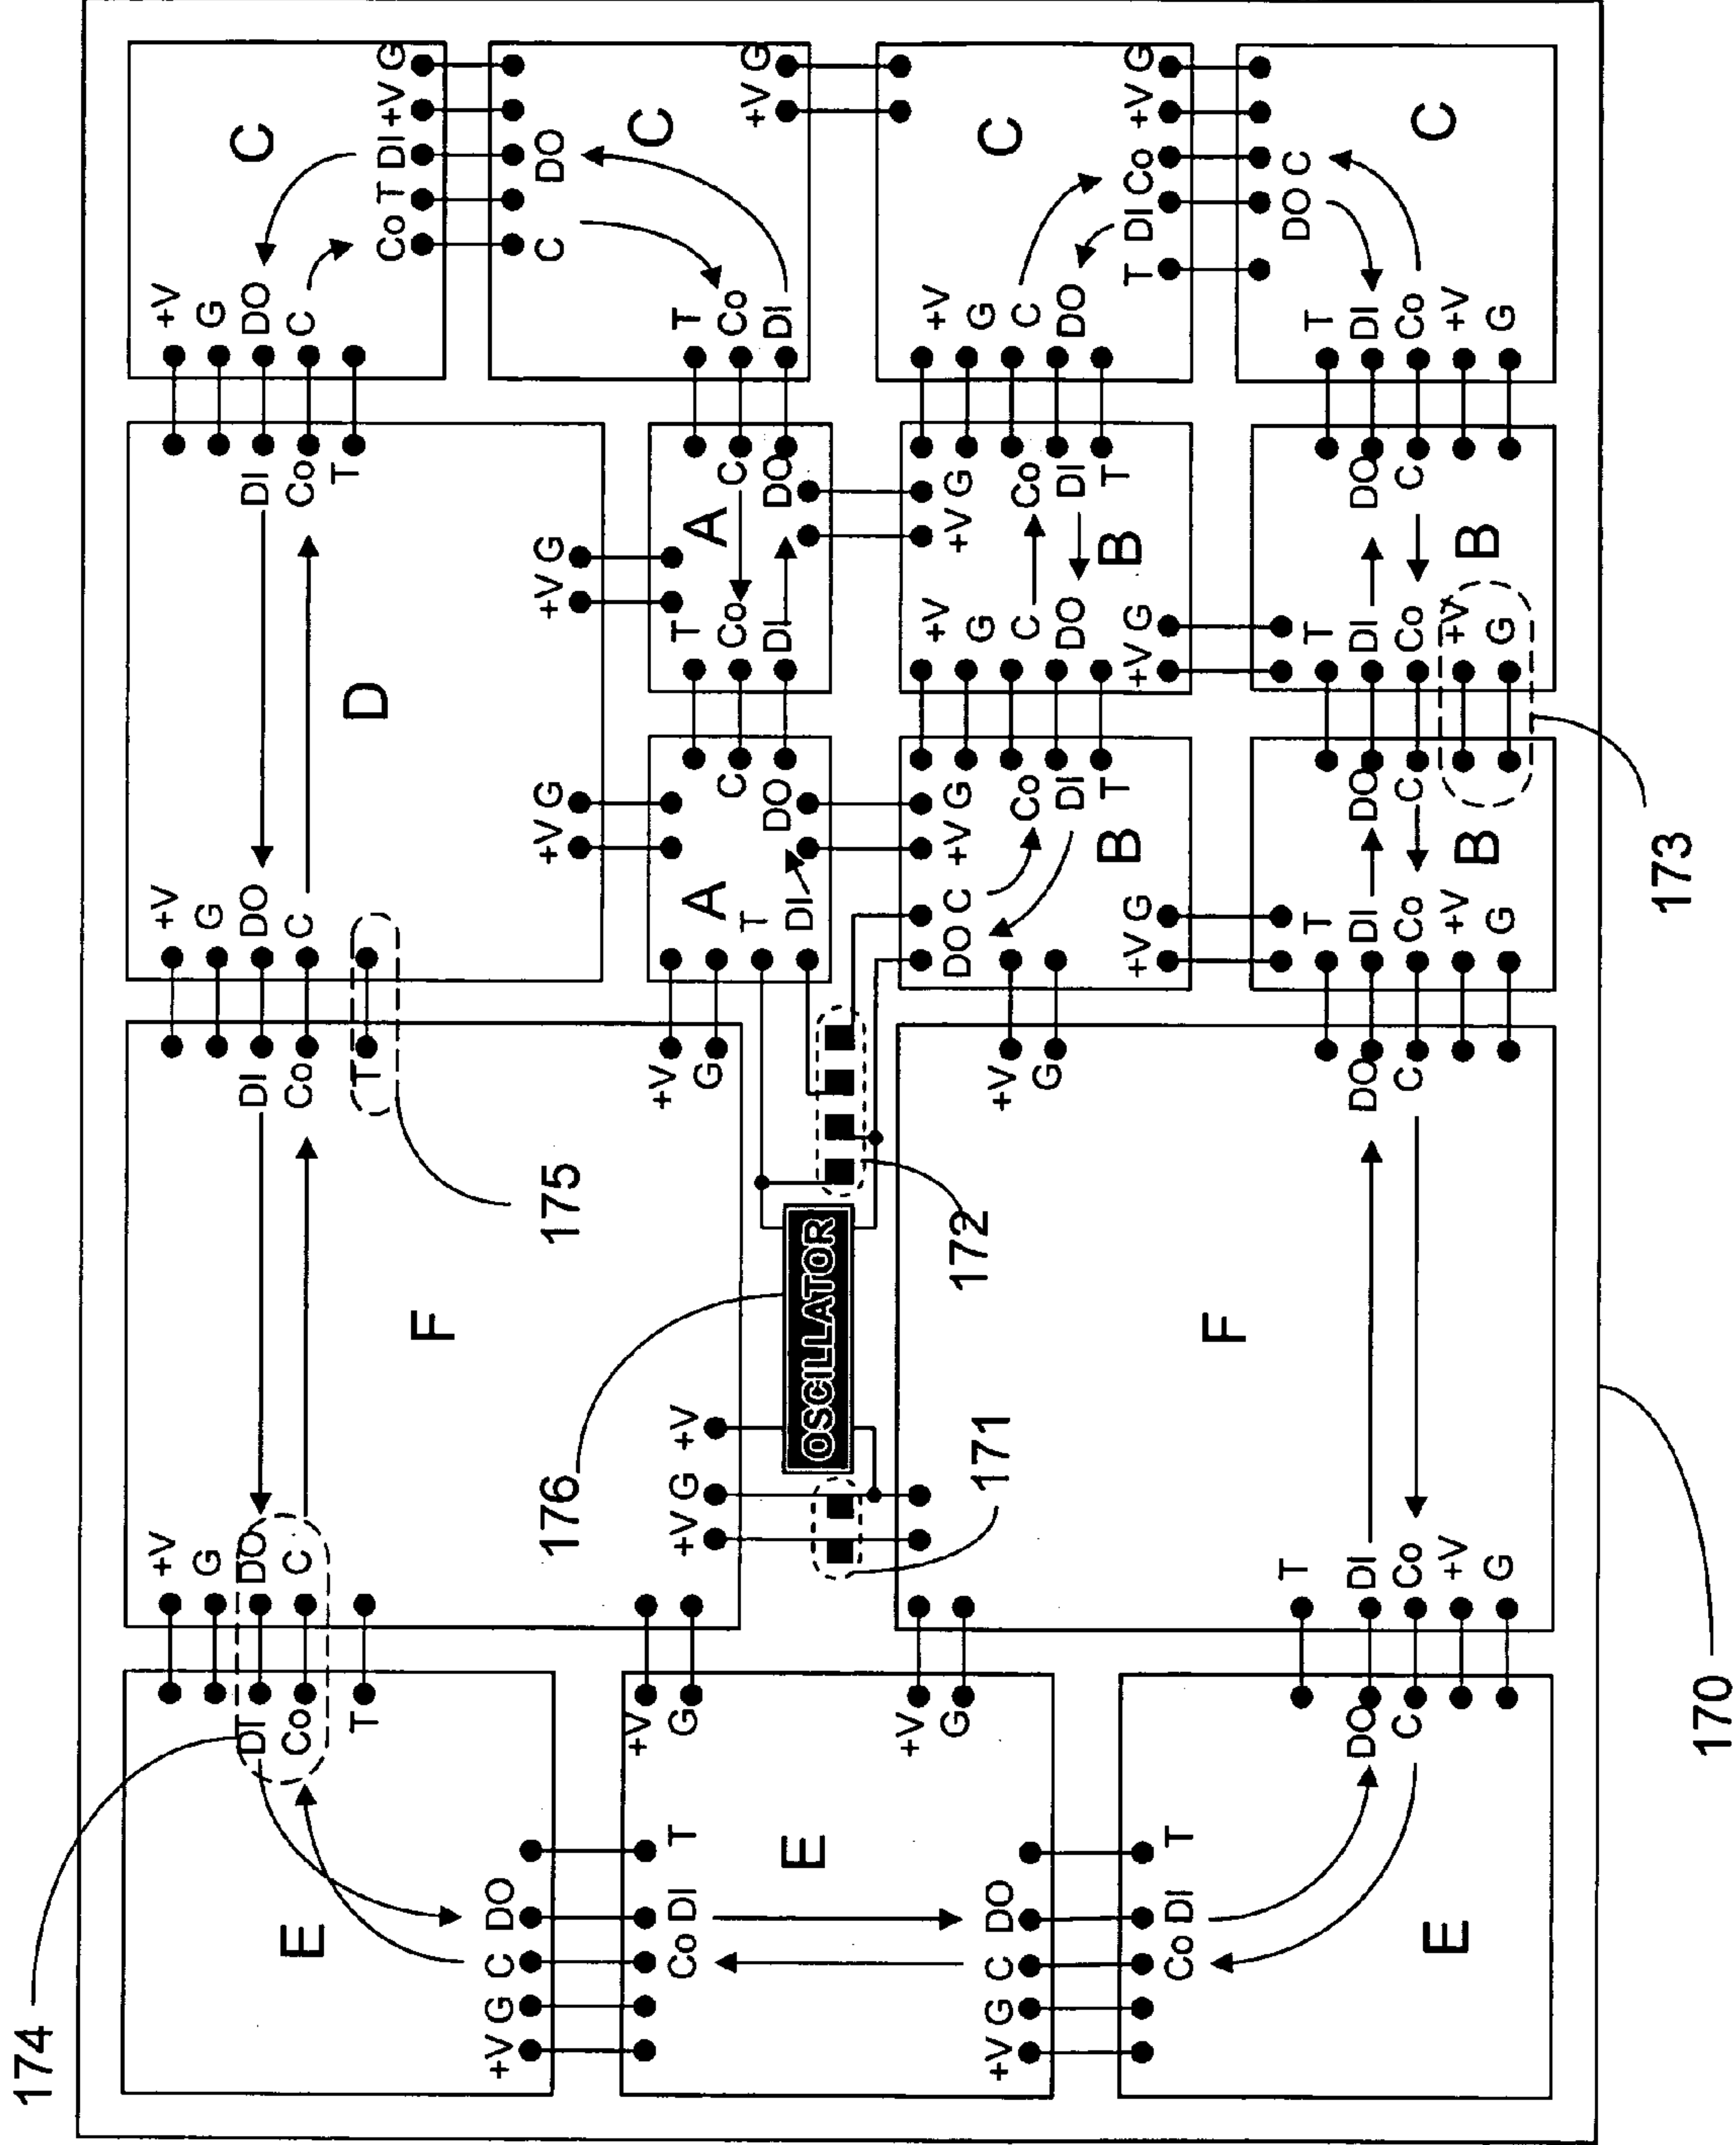 174
+V +V +V
G G G
DI DO DI DO DI DO C
E Co C Co C Co C
T T D T
Co T DI +V G
F
+V G C DO
+V G +V G C DO
176 175
+V C
Co DI T +V G +V +V T T
G G A A
T C Co C Co
+V G
DI DO DI DO DI
E
OSCILLATOR
+V +V +V
G DO C +V G +V G
172
G G
171 +V C
G Co C Co C
DO C DI DO DI DO
B T B T
+V G C DO +V G +V G T DI Co +V G
Co DI T
F
T T T DO C T
DO DI DO DI DO DI DO DI
C Co C Co C Co C Co
E +V +V +V +V C
B B
G G G G
173
170